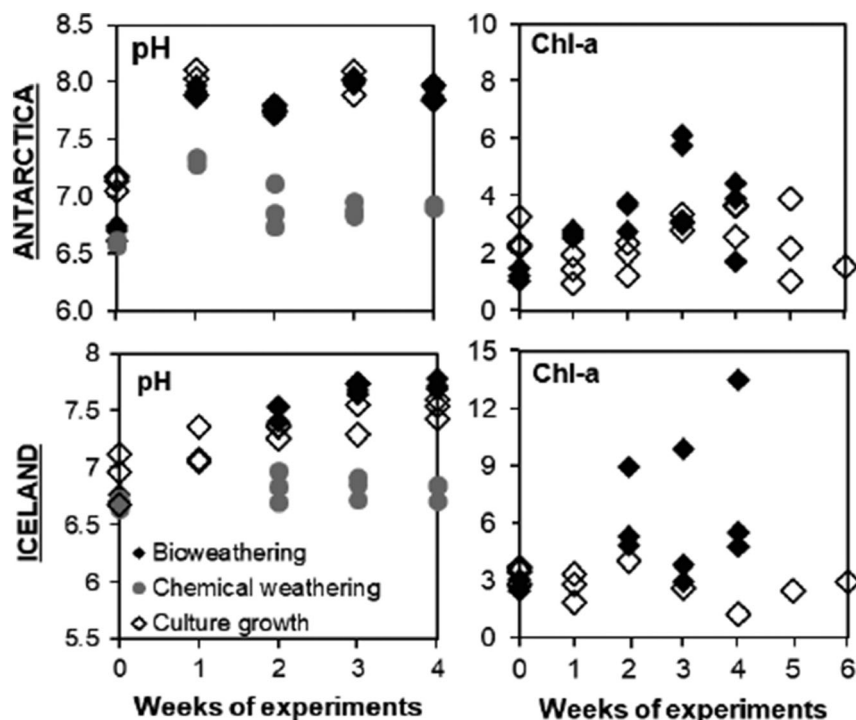 pH
Chl-a
ANTARCTICA
8.5
8.0
7.5
7.0
6.5
6.0
10
8
6
4
2
0
pH
Chl-a
ICELAND
8
7.5
7
6.5
6
5.5
Bioweathering
Chemical weathering
Culture growth
15
12
9
6
3
0
0 1 2 3 4
0 1 2 3 4 5 6
Weeks of experiments
Weeks of experiments